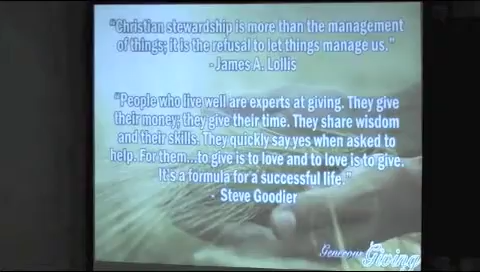 “Christian stewardship is more than the management
of things; it is the refusal to let things manage us.”
-James A. Lollis
“People who live well are experts at giving. They give
their money; they give their time. They share wisdom
and their skills. They quickly say yes when asked to
help. For them...to give is to love and to love is to give.
It's a formula for a successful life.”
- Steve Goodier
Generous
Giving